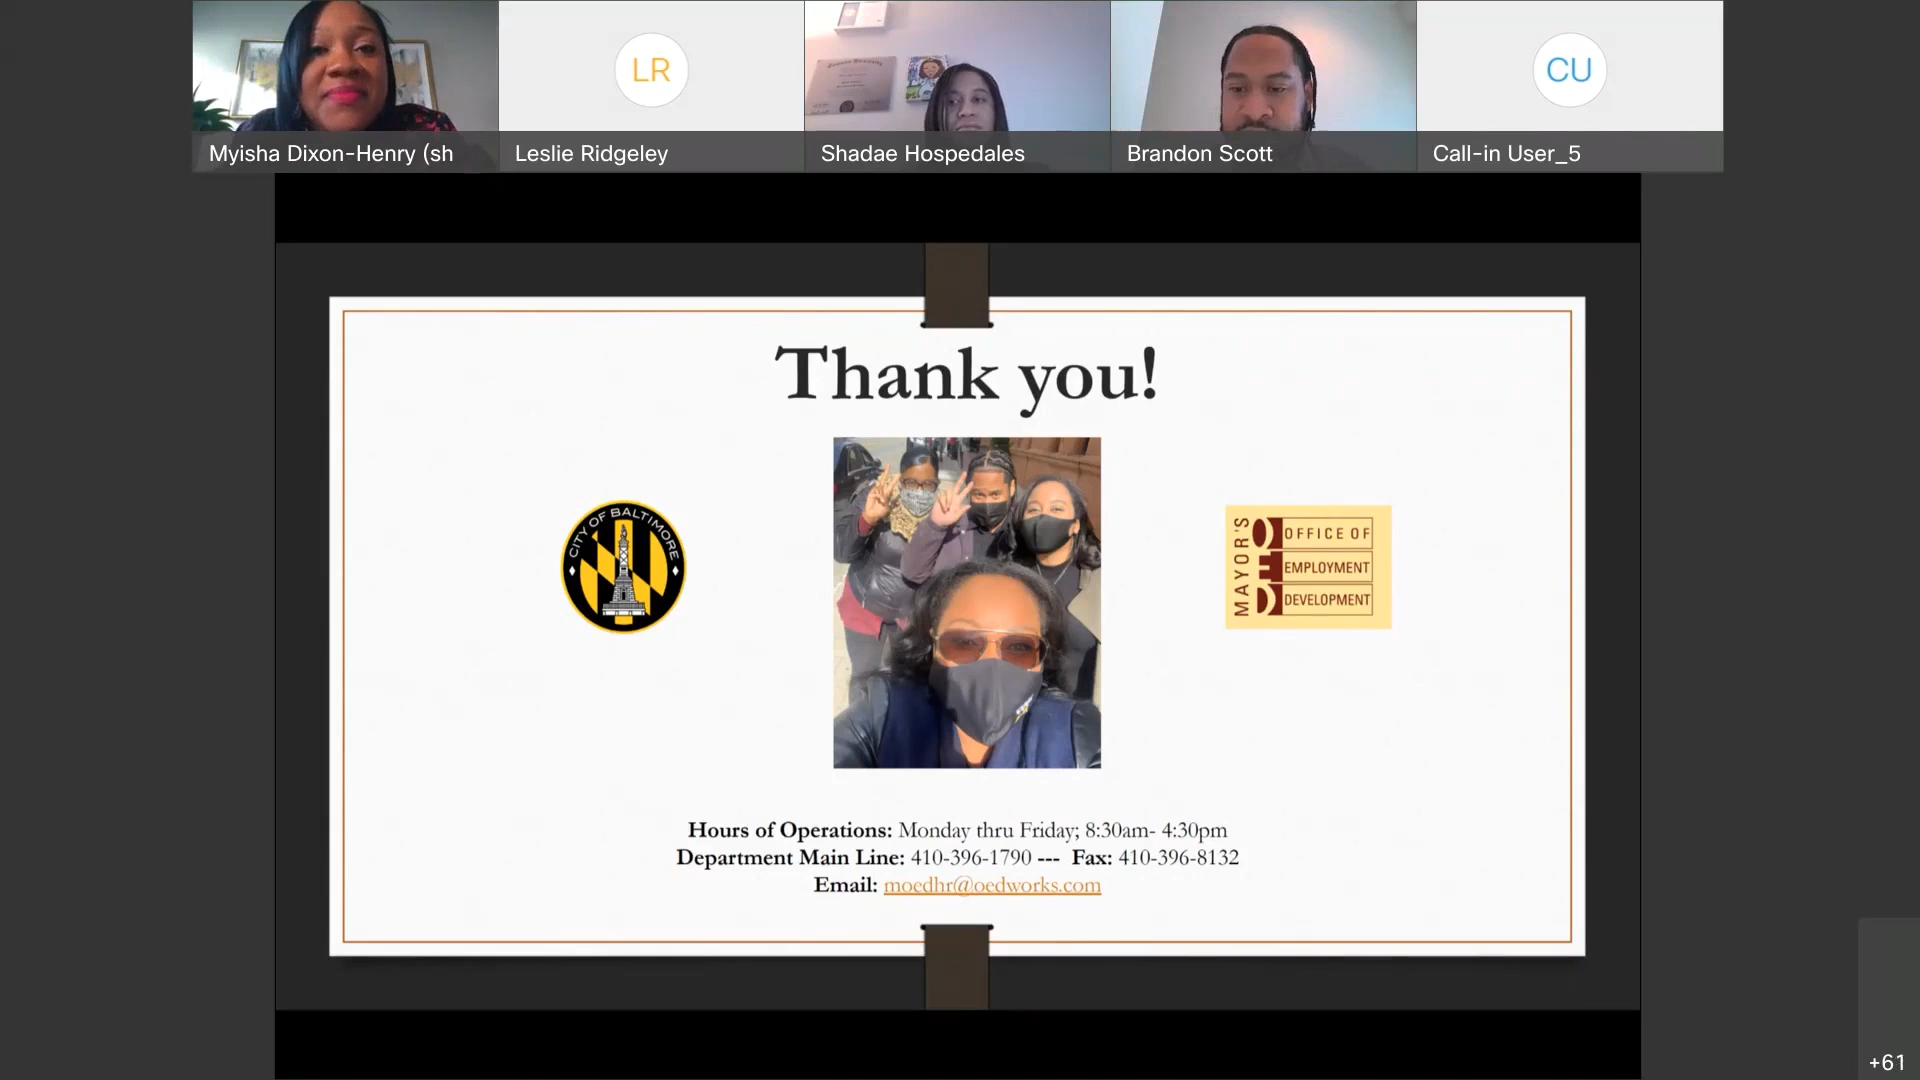 LR
CU
Myisha Dixon-Henry (sh
Leslie Ridgeley
Shadae Hospedales
Brandon Scott
Call-in User_5
Thank you!
CITY OF BALTIMORE
MAYOR'S
OED
OFFICE OF
EMPLOYMENT
DEVELOPMENT
Hours of Operations: Monday thru Friday; 8:30am- 4:30pm
Department Main Line: 410-396-1790 --- Fax: 410-396-8132
Email: moedhr@oedworks.com
+61